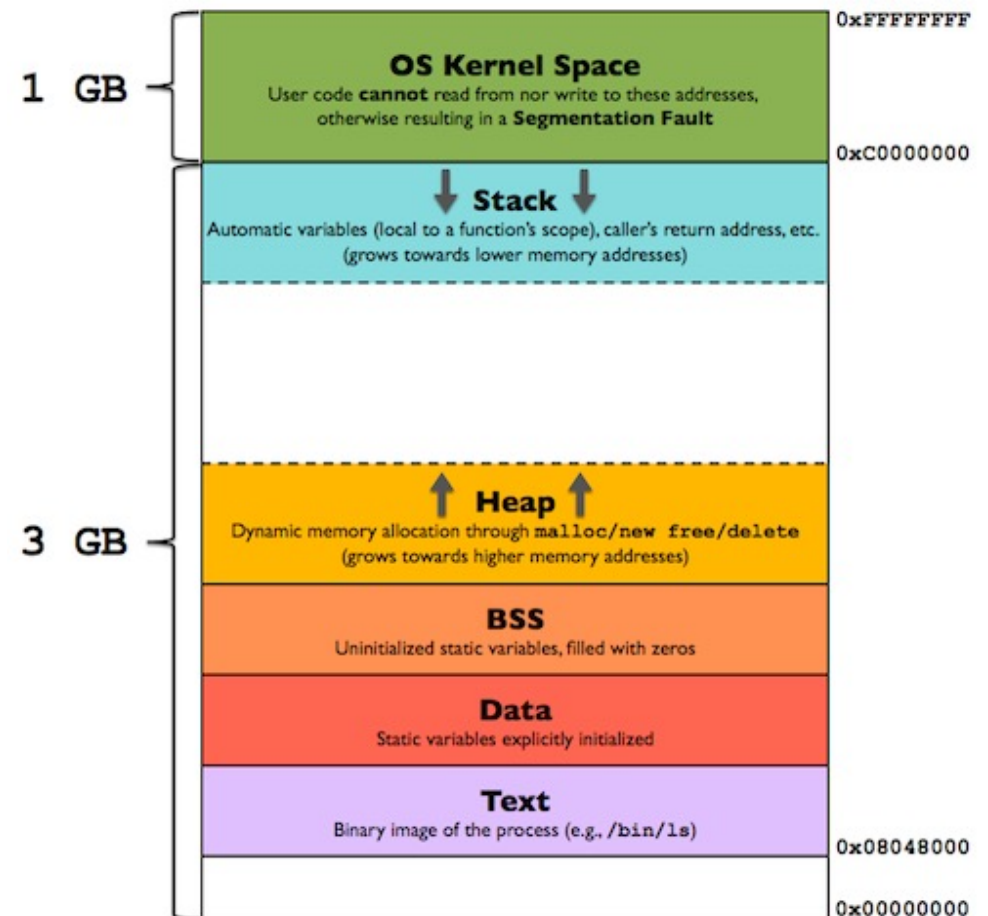 0xFFFFFFFF
1 GB
OS Kernel Space
User code cannot read from nor write to these addresses,
otherwise resulting in a Segmentation Fault
0xC0000000
Stack
Automatic variables (local to a function's scope), caller's return address, etc.
(grows towards lower memory addresses)
3 GB
Heap
Dynamic memory allocation through malloc/new free/delete
(grows towards higher memory addresses)
BSS
Uninitialized static variables, filled with zeros
Data
Static variables explicitly initialized
Text
Binary image of the process (e.g., /bin/ls)
0x08048000
0x00000000